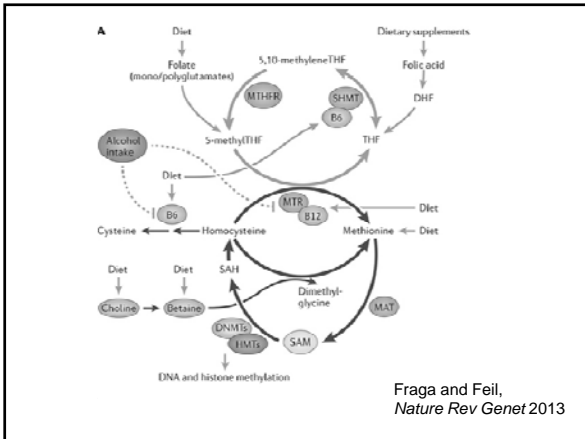 A
Diet
Dietary supplements
Folate
(mono/polyglutamates)
5,10-methyleneTHF
Folic acid
MTHFR
SHMT
B6
DHF
5-methylTHF
THF
Alcohol
intake
Diet
B6
MTR
B12
Diet
Cysteine
Homocysteine
Methionine
Diet
Diet
Diet
SAH
Dimethyl-
glycine
MAT
Choline
Betaine
DNMTs
HMTs
SAM
DNA and histone methylation
Fraga and Feil,
Nature Rev Genet 2013